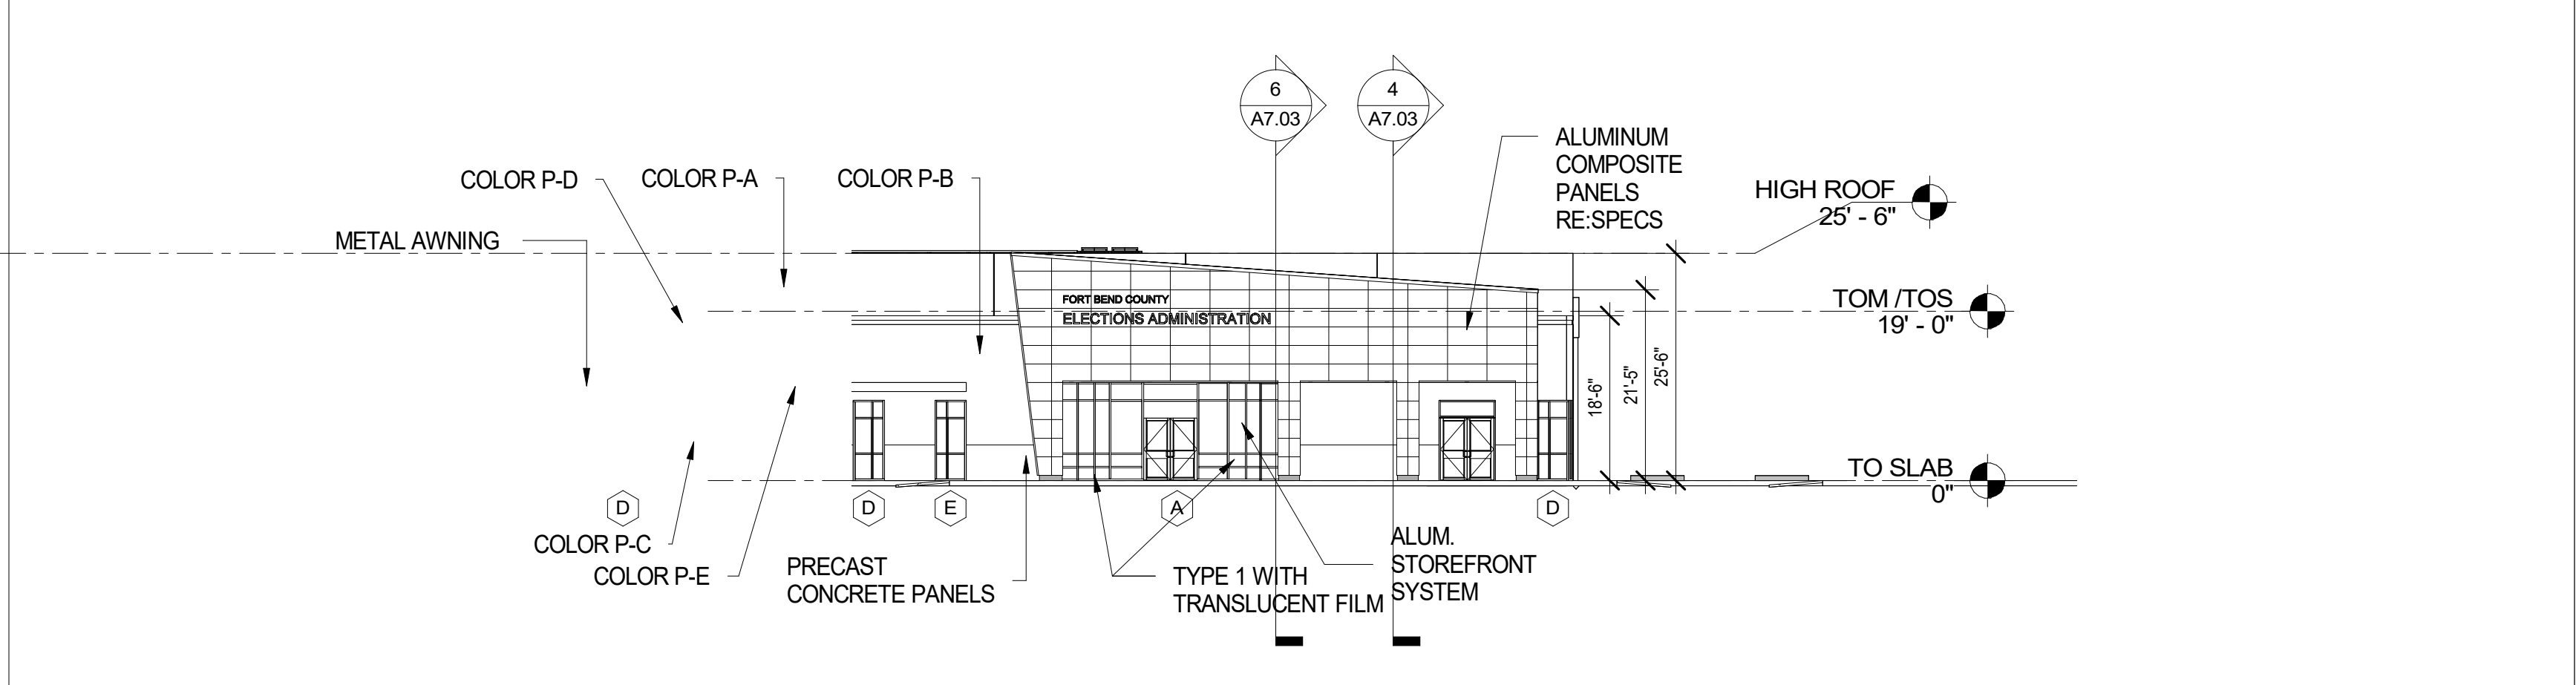 6
A7.03
4
A7.03
ALUMINUM
COMPOSITE
PANELS
RE:SPECS
COLOR P-D
COLOR P-A
COLOR P-B
METAL AWNING
HIGH ROOF
25' - 6"
TOM /TOS
19' - 0"
FORT BEND COUNTY
ELECTIONS ADMINISTRATION
18'-6"
21'-5"
25'-6"
TO SLAB
0"
D
D
E
A
D
COLOR P-C
COLOR P-E
PRECAST
CONCRETE PANELS
TYPE 1 WITH
TRANSLUCENT FILM
ALUM.
STOREFRONT
SYSTEM